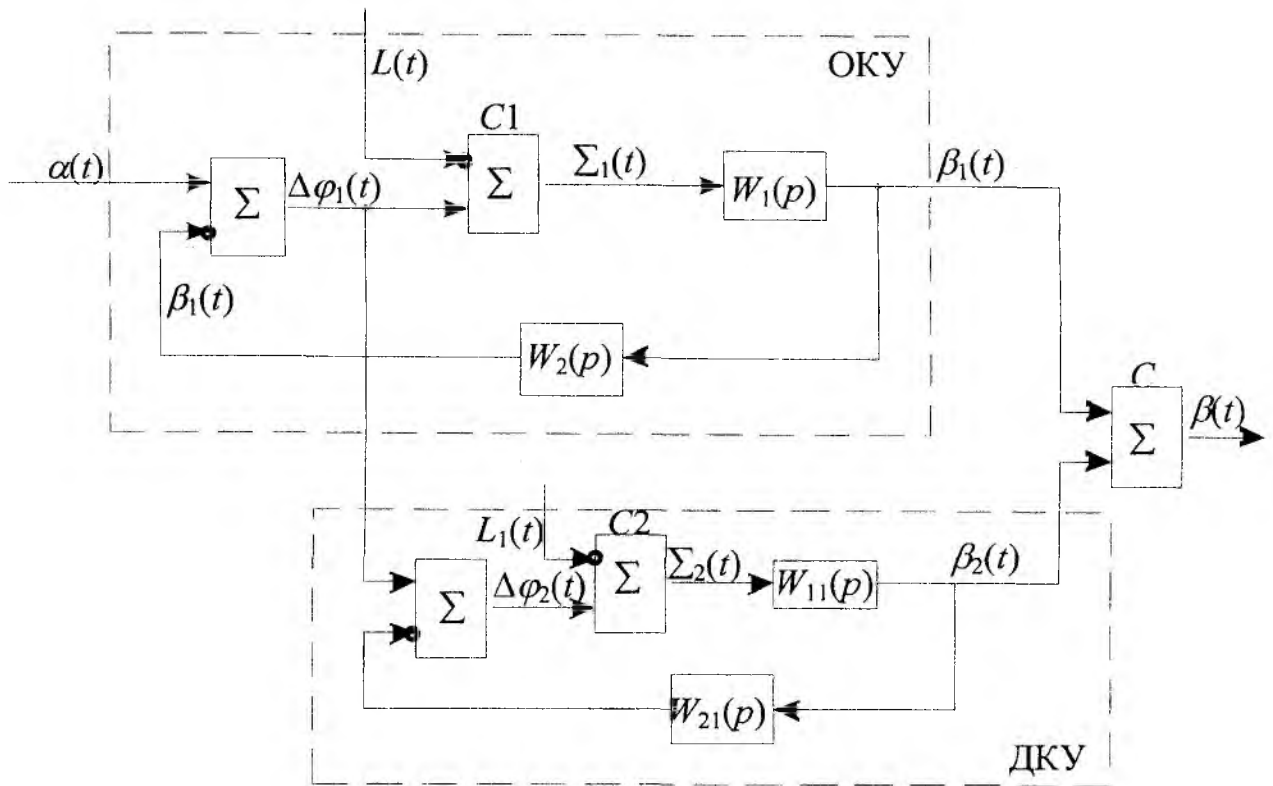 L(t)
ОКУ
C1
α(t)
Σ
Δφ₁(t)
Σ
Σ₁(t)
W₁(p)
β₁(t)
β₁(t)
W₂(p)
C
Σ
β(t)
L₁(t)
C2
Σ
Δφ₂(t)
Σ
Σ₂(t)
W₁₁(p)
β₂(t)
W₂₁(p)
ДКУ